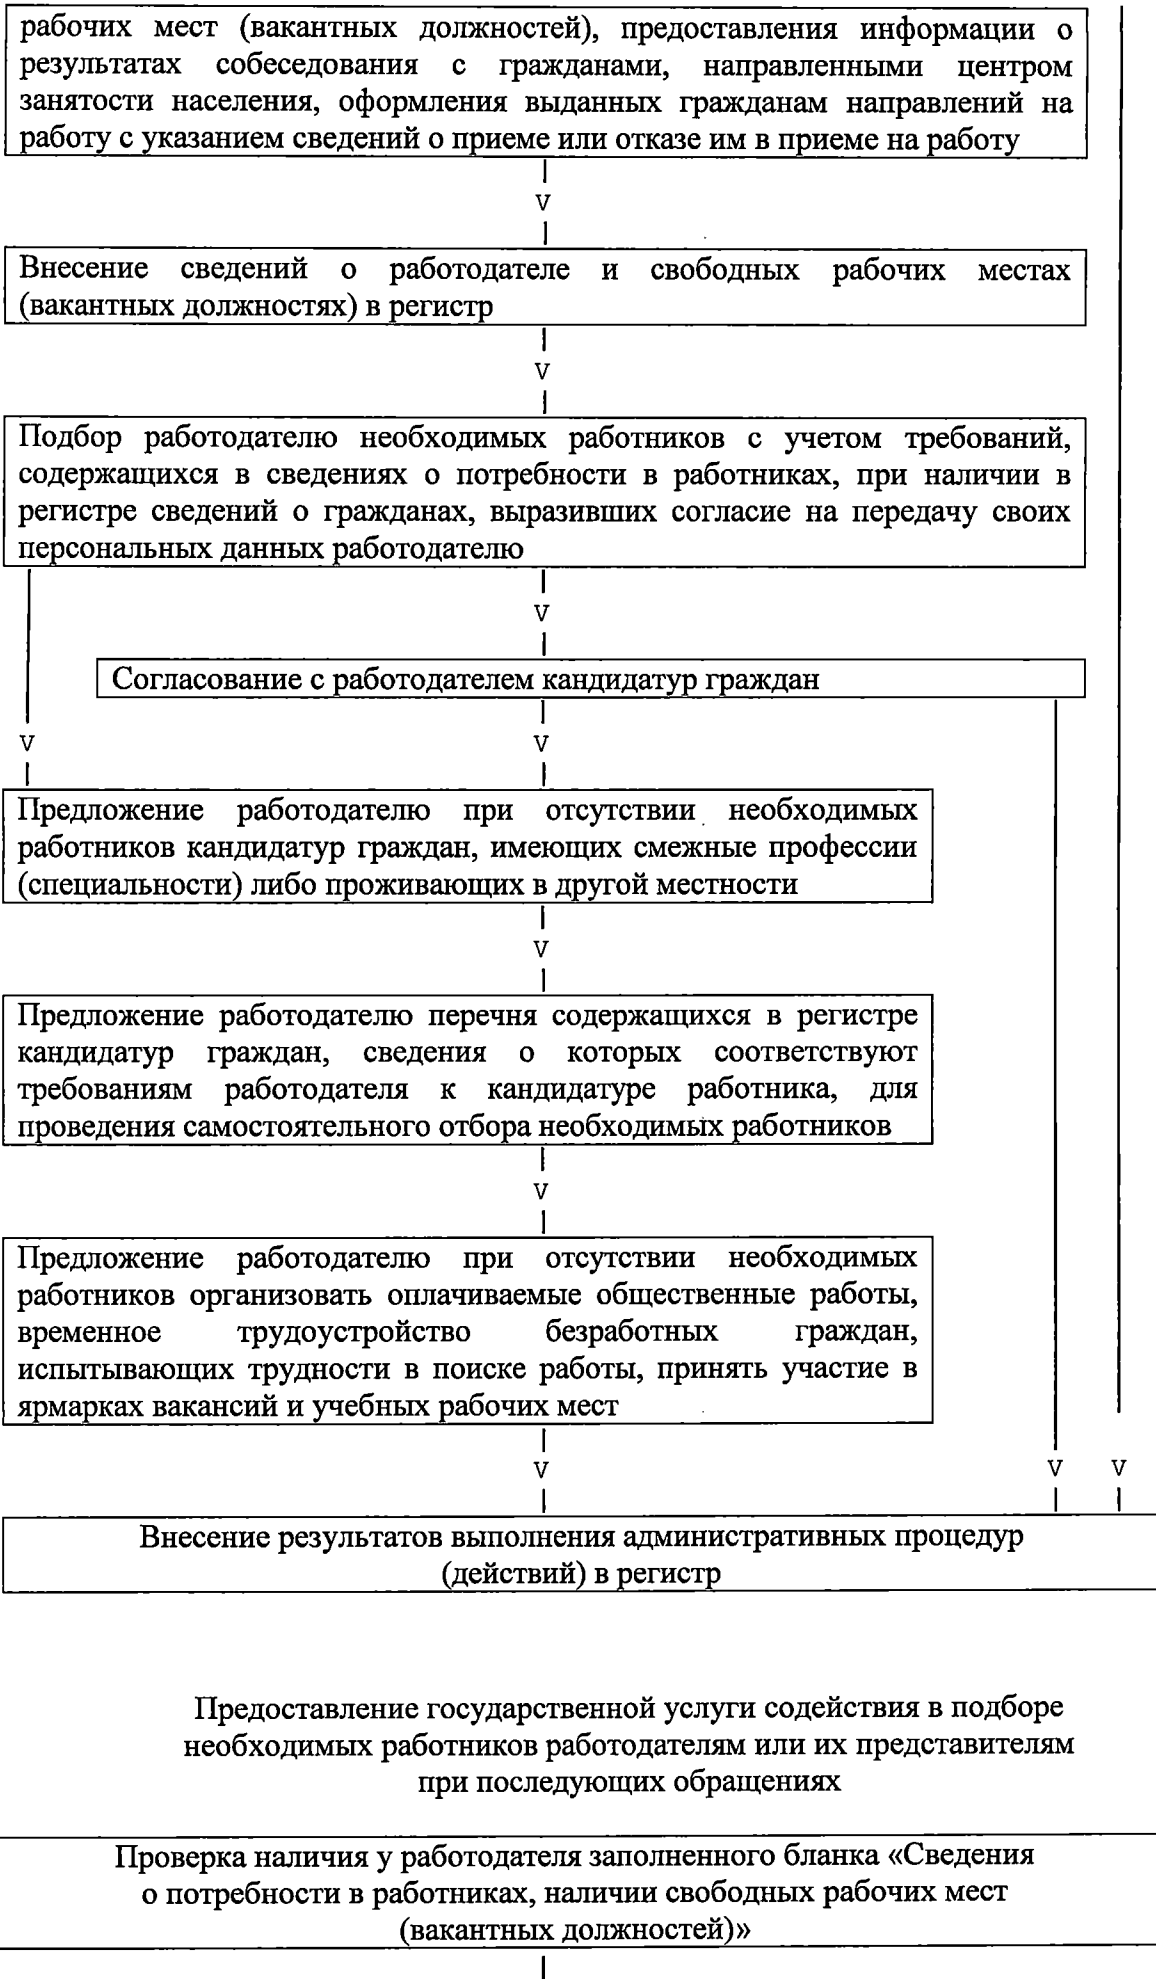 рабочих мест (вакантных должностей), предоставления информации о
результатах собеседования с гражданами, направленными центром
занятости населения, оформления выданных гражданам направлений на
работу с указанием сведений о приеме или отказе им в приеме на работу
V
Внесение сведений о работодателе и свободных рабочих местах
(вакантных должностях) в регистр
V
Подбор работодателю необходимых работников с учетом требований,
содержащихся в сведениях о потребности в работниках, при наличии в
регистре сведений о гражданах, выразивших согласие на передачу своих
персональных данных работодателю
V
Согласование с работодателем кандидатур граждан
V V
Предложение работодателю при отсутствии необходимых
работников кандидатур граждан, имеющих смежные профессии
(специальности) либо проживающих в другой местности
V
Предложение работодателю перечня содержащихся в регистре
кандидатур граждан, сведения о которых соответствуют
требованиям работодателя к кандидатуре работника, для
проведения самостоятельного отбора необходимых работников
V
Предложение работодателю при отсутствии необходимых
работников организовать оплачиваемые общественные работы,
временное трудоустройство безработных граждан,
испытывающих трудности в поиске работы, принять участие в
ярмарках вакансий и учебных рабочих мест
V V V
Внесение результатов выполнения административных процедур
(действий) в регистр
Предоставление государственной услуги содействия в подборе
необходимых работников работодателям или их представителям
при последующих обращениях
Проверка наличия у работодателя заполненного бланка «Сведения
о потребности в работниках, наличии свободных рабочих мест
(вакантных должностей)»